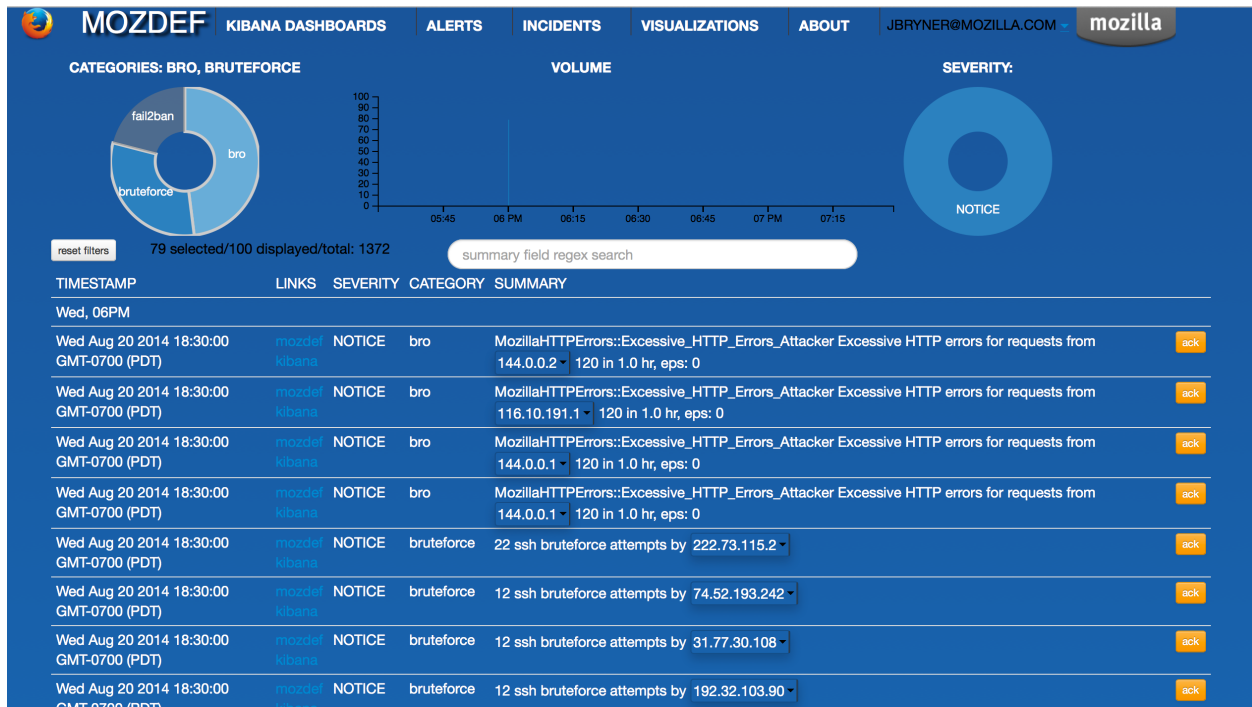 MOZDEF KIBANA DASHBOARDS ALERTS INCIDENTS VISUALIZATIONS ABOUT JBRYNER@MOZILLA.COM mozilla
CATEGORIES: BRO, BRUTEFORCE VOLUME SEVERITY:
fail2ban
bro
bruteforce
100
90
80
70
60
50
40
30
20
10
0
05:45 06 PM 06:15 06:30 06:45 07 PM 07:15
NOTICE
reset filters 79 selected/100 displayed/total: 1372 summary field regex search
TIMESTAMP LINKS SEVERITY CATEGORY SUMMARY
Wed, 06PM
Wed Aug 20 2014 18:30:00 mozdef NOTICE bro MozillaHTTPErrors::Excessive_HTTP_Errors_Attacker Excessive HTTP errors for requests from ack
GMT-0700 (PDT) kibana 144.0.0.2 120 in 1.0 hr, eps: 0
Wed Aug 20 2014 18:30:00 mozdef NOTICE bro MozillaHTTPErrors::Excessive_HTTP_Errors_Attacker Excessive HTTP errors for requests from ack
GMT-0700 (PDT) kibana 116.10.191.1 120 in 1.0 hr, eps: 0
Wed Aug 20 2014 18:30:00 mozdef NOTICE bro MozillaHTTPErrors::Excessive_HTTP_Errors_Attacker Excessive HTTP errors for requests from ack
GMT-0700 (PDT) kibana 144.0.0.1 120 in 1.0 hr, eps: 0
Wed Aug 20 2014 18:30:00 mozdef NOTICE bro MozillaHTTPErrors::Excessive_HTTP_Errors_Attacker Excessive HTTP errors for requests from ack
GMT-0700 (PDT) kibana 144.0.0.1 120 in 1.0 hr, eps: 0
Wed Aug 20 2014 18:30:00 mozdef NOTICE bruteforce 22 ssh bruteforce attempts by 222.73.115.2 ack
GMT-0700 (PDT) kibana
Wed Aug 20 2014 18:30:00 mozdef NOTICE bruteforce 12 ssh bruteforce attempts by 74.52.193.242 ack
GMT-0700 (PDT) kibana
Wed Aug 20 2014 18:30:00 mozdef NOTICE bruteforce 12 ssh bruteforce attempts by 31.77.30.108 ack
GMT-0700 (PDT) kibana
Wed Aug 20 2014 18:30:00 mozdef NOTICE bruteforce 12 ssh bruteforce attempts by 192.32.103.90 ack
GMT-0700 (PDT) kibana